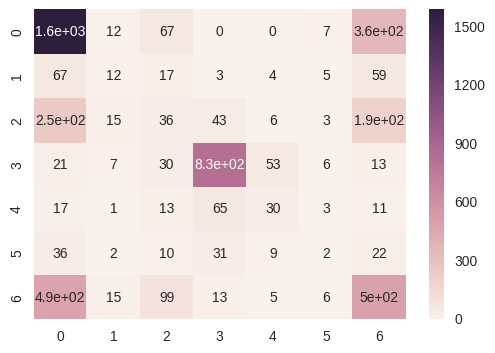 0 1.6e+03 12 67 0 0 7 3.6e+02
1 67 12 17 3 4 5 59
2 2.5e+02 15 36 43 6 3 1.9e+02
3 21 7 30 8.3e+02 53 6 13
4 17 1 13 65 30 3 11
5 36 2 10 31 9 2 22
6 4.9e+02 15 99 13 5 6 5e+02
0 1 2 3 4 5 6
1500
1200
900
600
300
0